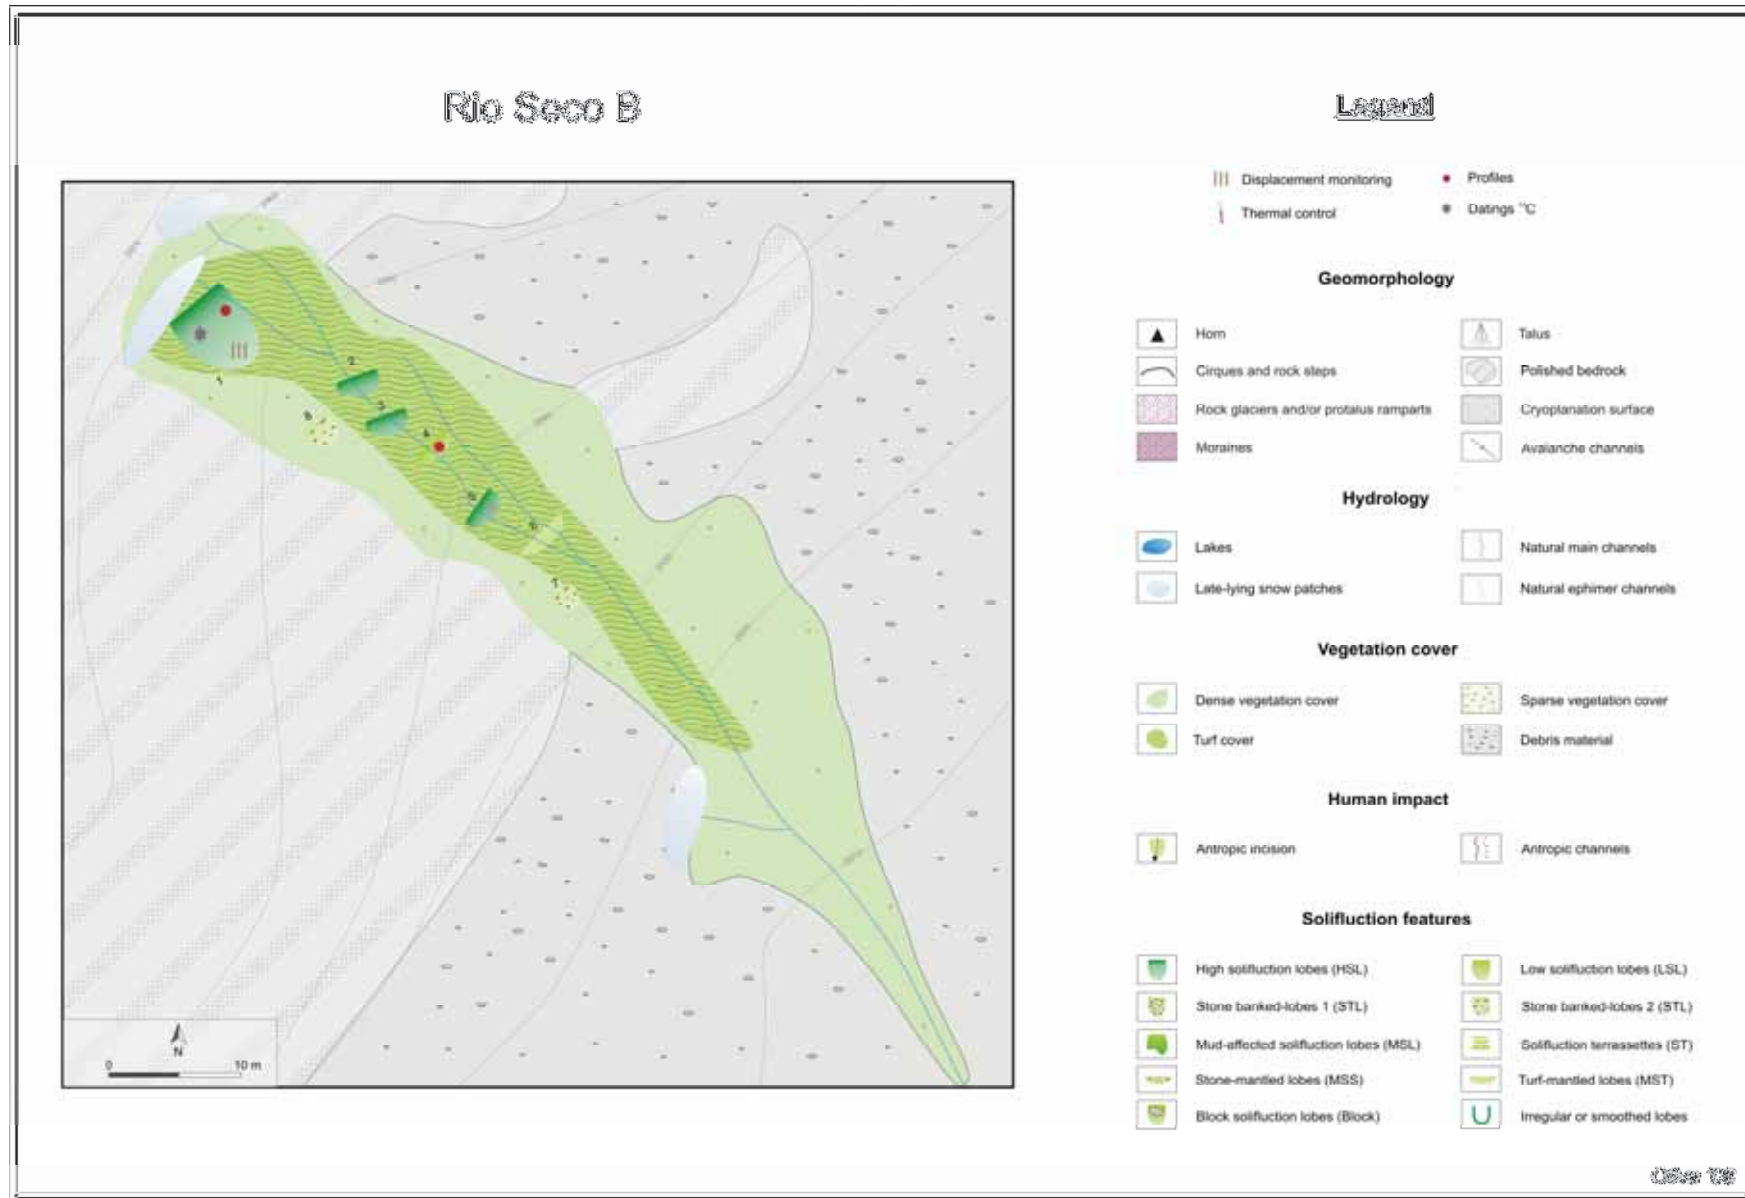 Rio Seco B
Legend
Displacement monitoring
Profiles
Thermal control
Datings ¹⁴C
Geomorphology
Horn
Talus
Cirques and rock steps
Polished bedrock
Rock glaciers and/or protalus ramparts
Cryoplanation surface
Moraines
Avalanche channels
Hydrology
Lakes
Natural main channels
Late-lying snow patches
Natural ephimer channels
Vegetation cover
Dense vegetation cover
Sparse vegetation cover
Turf cover
Debris material
Human impact
Antropic incision
Antropic channels
Solifluction features
High solifluction lobes (HSL)
Low solifluction lobes (LSL)
Stone banked-lobes 1 (STL)
Stone banked-lobes 2 (STL)
Mud-affected solifluction lobes (MSL)
Solifluction terrassettes (ST)
Stone-mantled lobes (MSS)
Turf-mantled lobes (MST)
Block solifluction lobes (Block)
Irregular or smoothed lobes
1
2
3
4
5
6
7
8
N
0 10 m